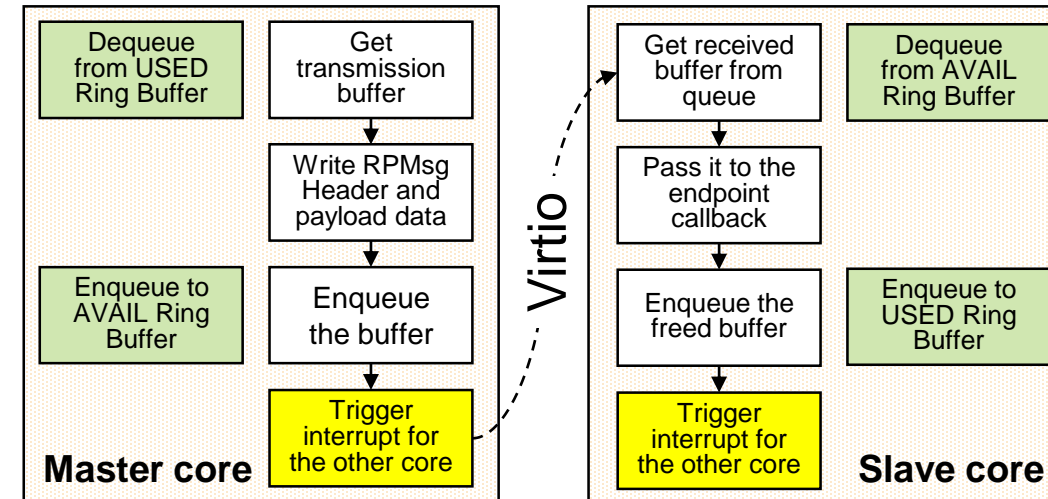 Dequeue
from USED
Ring Buffer
Get
transmission
buffer
Write RPMsg
Header and
payload data
Enqueue to
AVAIL Ring
Buffer
Enqueue
the buffer
Trigger
interrupt for
the other core
Master core
Virtio
Get received
buffer from
queue
Dequeue
from AVAIL
Ring Buffer
Pass it to the
endpoint
callback
Enqueue the
freed buffer
Enqueue to
USED Ring
Buffer
Trigger
interrupt for
the other core
Slave core